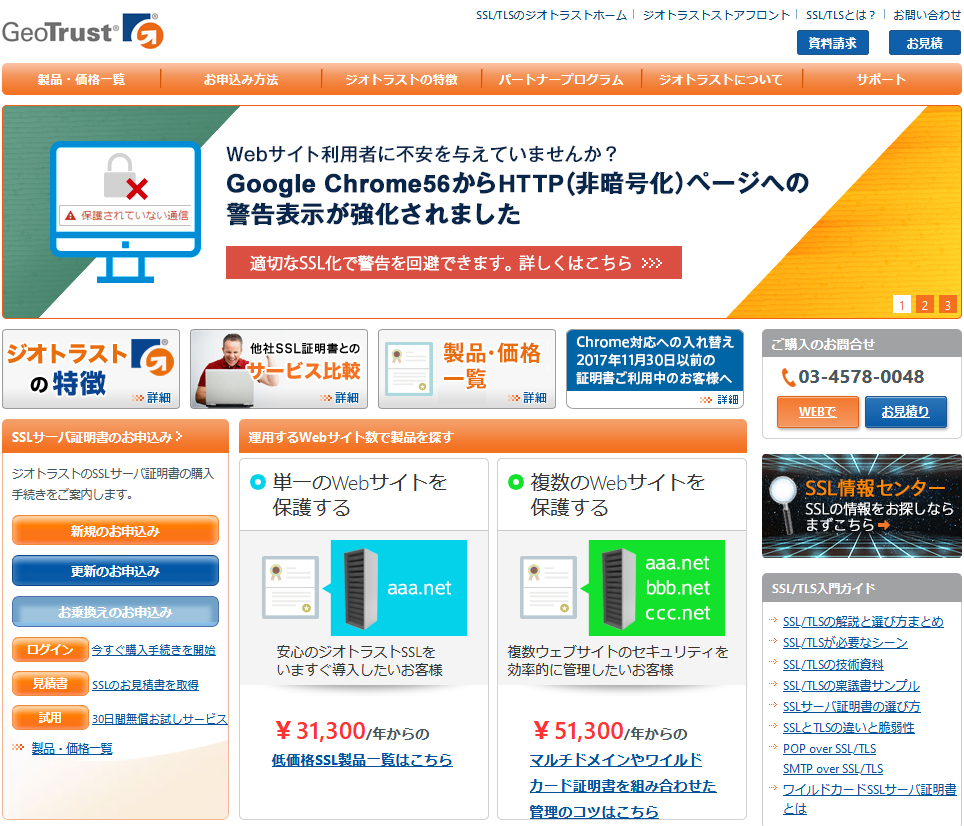 GeoTrust®
SSL/TLSのジオトラストホーム
ジオトラストストアフロント
SSL/TLSとは？
お問い合わせ
資料請求
お見積
製品・価格一覧
お申込み方法
ジオトラストの特徴
パートナープログラム
ジオトラストについて
サポート
保護されていない通信
Webサイト利用者に不安を与えていませんか？
Google Chrome56からHTTP(非暗号化)ページへの
警告表示が強化されました
適切なSSL化で警告を回避できます。詳しくはこちら
1 2 3
ジオトラスト
の特徴
詳細
他社SSL証明書との
サービス比較
詳細
製品・価格
一覧
詳細
Chrome対応への入れ替え
2017年11月30日以前の
証明書ご利用中のお客様へ
詳細
ご購入のお問合せ
03-4578-0048
WEBで
お見積り
SSLサーバ証明書のお申込み
ジオトラストのSSLサーバ証明書の購入
手続きをご案内します。
新規のお申込み
更新のお申込み
お乗換えのお申込み
ログイン 今すぐ購入手続きを開始
見積書 SSLのお見積書を取得
試用 30日間無償お試しサービス
製品・価格一覧
運用するWebサイト数で製品を探す
単一のWebサイトを
保護する
aaa.net
安心のジオトラストSSLを
いますぐ導入したいお客様
￥31,300/年からの
低価格SSL製品一覧はこちら
複数のWebサイトを
保護する
aaa.net
bbb.net
ccc.net
複数ウェブサイトのセキュリティを
効率的に管理したいお客様
￥51,300/年からの
マルチドメインやワイルド
カード証明書を組み合わせた
管理のコツはこちら
SSL情報センター
SSLの情報をお探しなら
まずこちら
SSL/TLS入門ガイド
SSL/TLSの解説と選び方まとめ
SSL/TLSが必要なシーン
SSL/TLSの技術資料
SSL/TLSの稟議書サンプル
SSLサーバ証明書の選び方
SSLとTLSの違いと脆弱性
POP over SSL/TLS
SMTP over SSL/TLS
ワイルドカードSSLサーバ証明書
とは